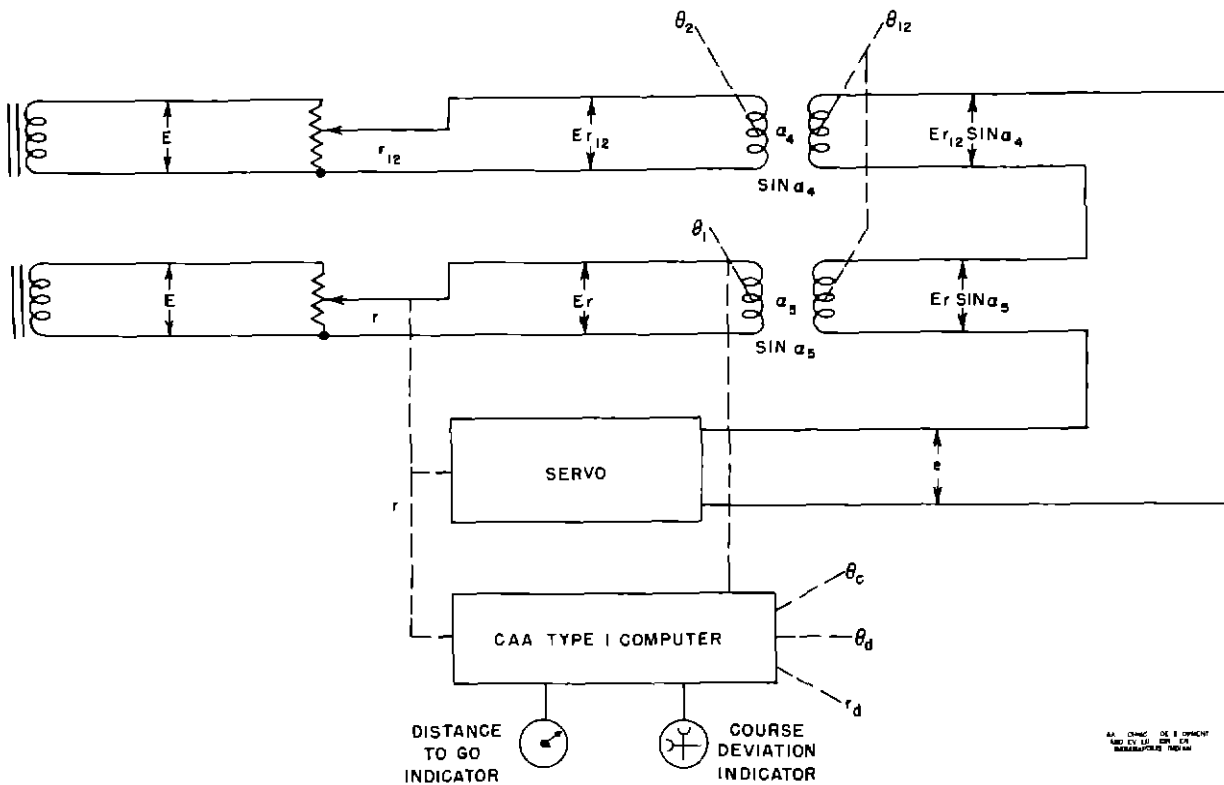 θ2
θ12
E
r12
Er12
α4
Er12 SIN α4
SIN α4
θ1
E
r
Er
α5
Er SIN α5
SIN α5
SERVO
e
r
θc
CAA TYPE I COMPUTER
θd
rd
DISTANCE
TO GO
INDICATOR
COURSE
DEVIATION
INDICATOR